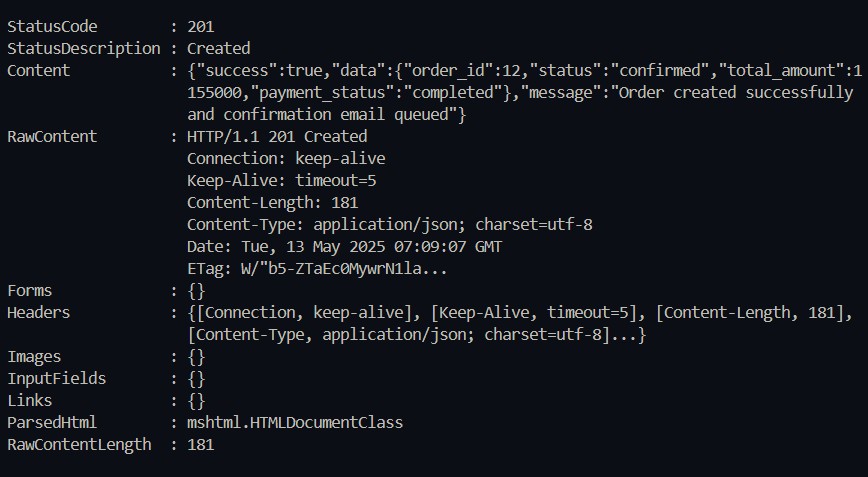 StatusCode        : 201
StatusDescription : Created
Content           : {"success":true,"data":{"order_id":12,"status":"confirmed","total_amount":1
                    155000,"payment_status":"completed"},"message":"Order created successfully
                    and confirmation email queued"}
RawContent        : HTTP/1.1 201 Created
                    Connection: keep-alive
                    Keep-Alive: timeout=5
                    Content-Length: 181
                    Content-Type: application/json; charset=utf-8
                    Date: Tue, 13 May 2025 07:09:07 GMT
                    ETag: W/"b5-ZTaEc0MywrN1la...
Forms             : {}
Headers           : {[Connection, keep-alive], [Keep-Alive, timeout=5], [Content-Length, 181],
                    [Content-Type, application/json; charset=utf-8]...}
Images            : {}
InputFields       : {}
Links             : {}
ParsedHtml        : mshtml.HTMLDocumentClass
RawContentLength  : 181